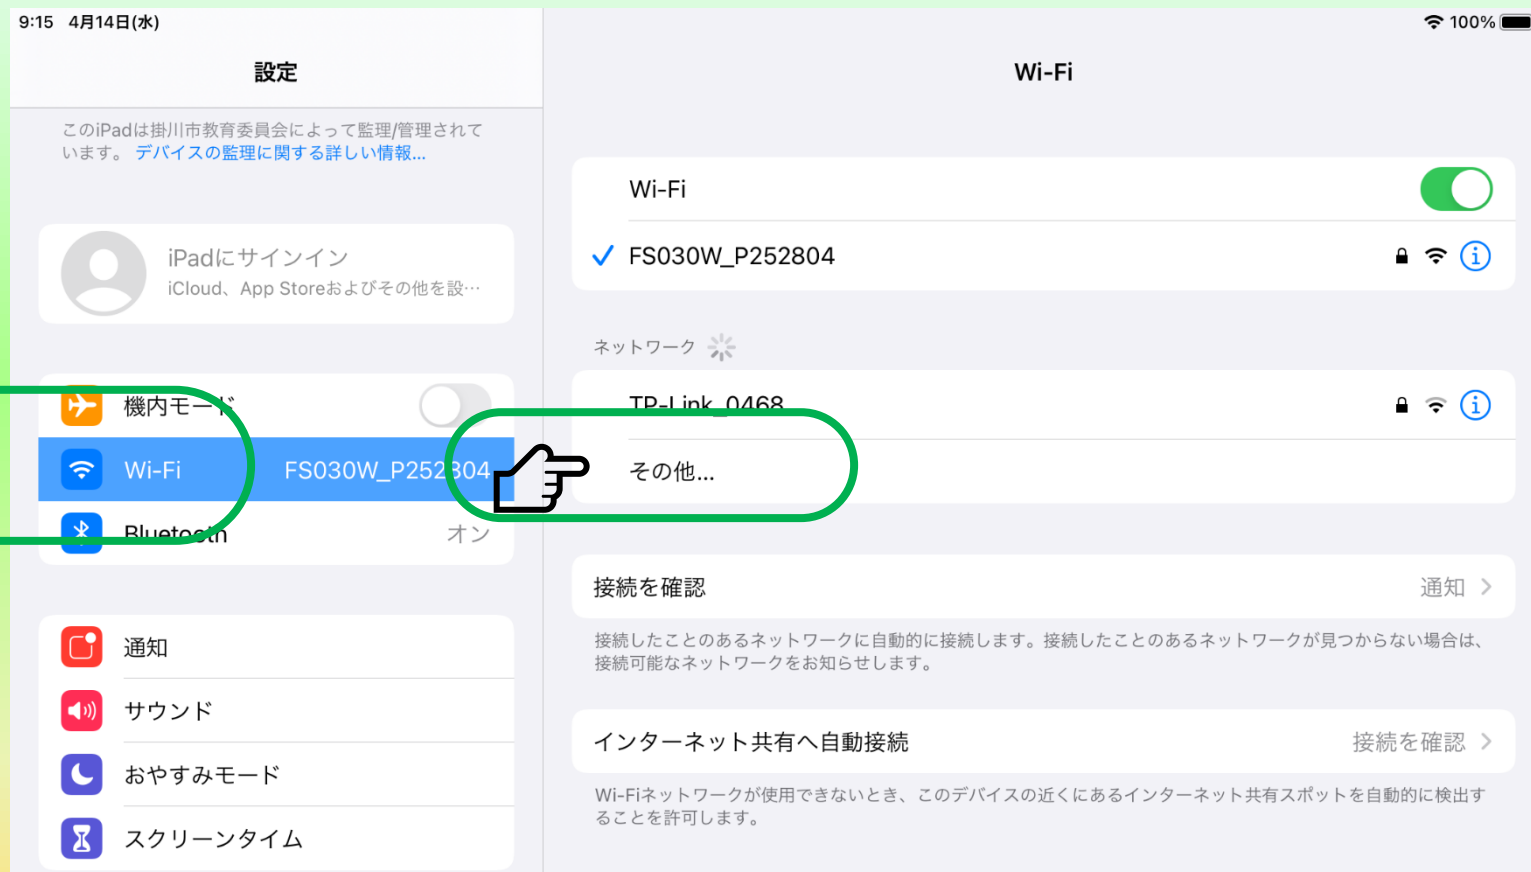 9:15 4月14日(水)
100%
設定
このiPadは掛川市教育委員会によって監理/管理されて
います。 デバイスの監理に関する詳しい情報...
iPadにサインイン
iCloud、App Storeおよびその他を設…
機内モード
Wi-Fi FS030W_P252804
Bluetooth オン
通知
サウンド
おやすみモード
スクリーンタイム
Wi-Fi
Wi-Fi
FS030W_P252804
ネットワーク
TP-Link_0468
その他...
接続を確認 通知
接続したことのあるネットワークに自動的に接続します。接続したことのあるネットワークが見つからない場合は、
接続可能なネットワークをお知らせします。
インターネット共有へ自動接続 接続を確認
Wi-Fiネットワークが使用できないとき、このデバイスの近くにあるインターネット共有スポットを自動的に検出す
ることを許可します。